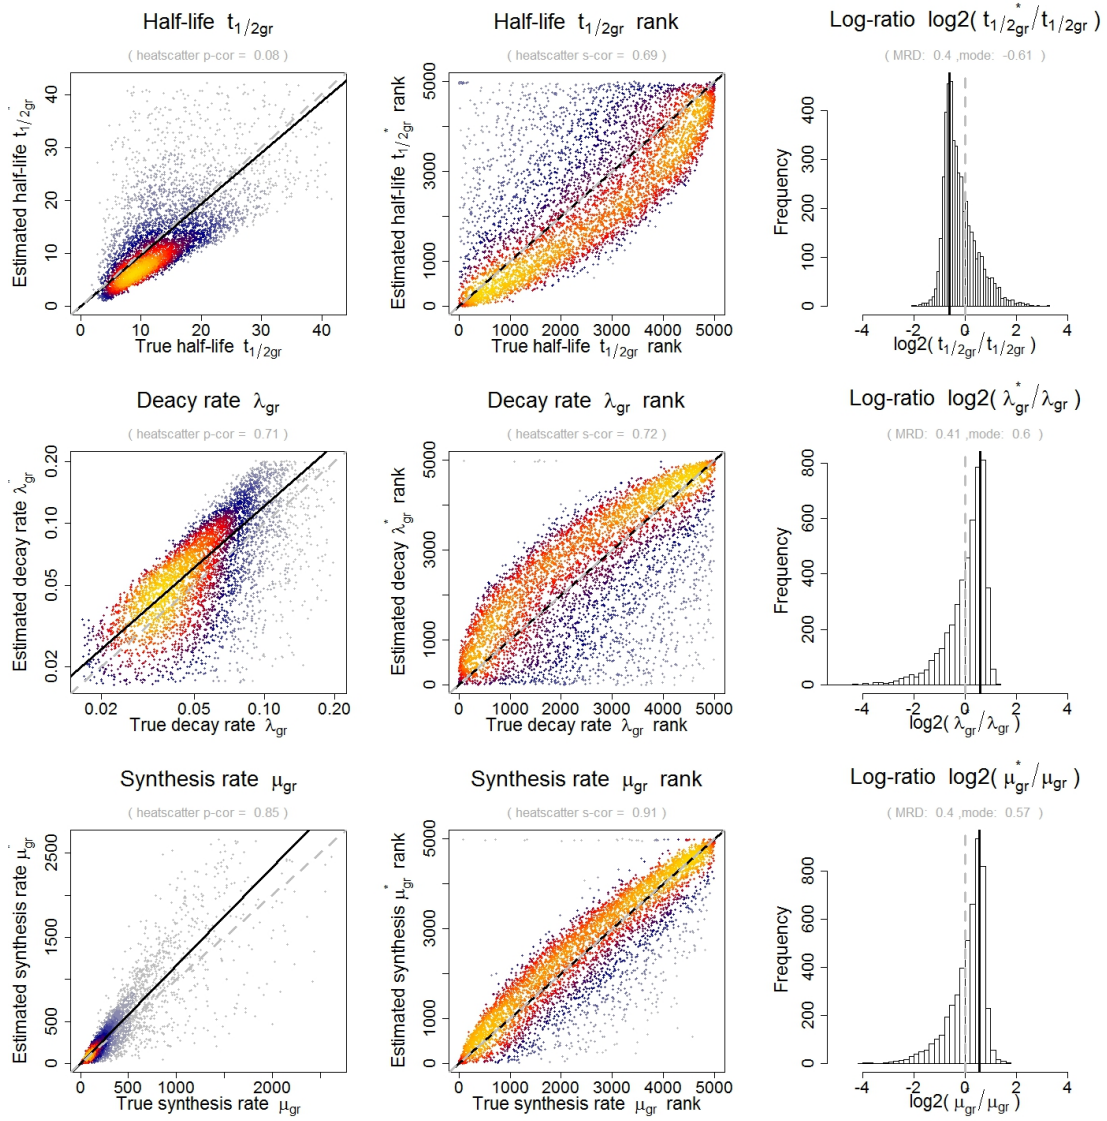 Half-life t1/2gr
( heatscatter p-cor = 0.08 )
Estimated half-life t1/2gr*
0 10 20 30 40
0 10 20 30 40
True half-life t1/2gr
Half-life t1/2gr rank
( heatscatter s-cor = 0.69 )
Estimated half-life t1/2gr* rank
0 1000 3000 5000
0 1000 2000 3000 4000 5000
True half-life t1/2gr rank
Log-ratio log2( t1/2gr*/t1/2gr )
( MRD: 0.4 ,mode: -0.61 )
Frequency
0 100 200 300 400
-4 -2 0 2 4
log2( t1/2gr/t1/2gr )
Deacy rate λgr
( heatscatter p-cor = 0.71 )
Estimated decay rate λgr*
0.02 0.05 0.10 0.20
0.02 0.05 0.10 0.20
True decay rate λgr
Decay rate λgr rank
( heatscatter s-cor = 0.72 )
Estimated decay λgr* rank
0 1000 3000 5000
0 1000 2000 3000 4000 5000
True decay rate λgr rank
Log-ratio log2( λgr*/λgr )
( MRD: 0.41 ,mode: 0.6 )
Frequency
0 200 400 600 800
-4 -2 0 2 4
log2( λgr/λgr )
Synthesis rate μgr
( heatscatter p-cor = 0.85 )
Estimated synthesis rate μgr*
0 500 1500 2500
0 500 1000 2000
True synthesis rate μgr
Synthesis rate μgr rank
( heatscatter s-cor = 0.91 )
Estimated synthesis μgr* rank
0 1000 3000 5000
0 1000 2000 3000 4000 5000
True synthesis rate μgr rank
Log-ratio log2( μgr*/μgr )
( MRD: 0.4 ,mode: 0.57 )
Frequency
0 200 400 600 800
-4 -2 0 2 4
log2( μgr/μgr )